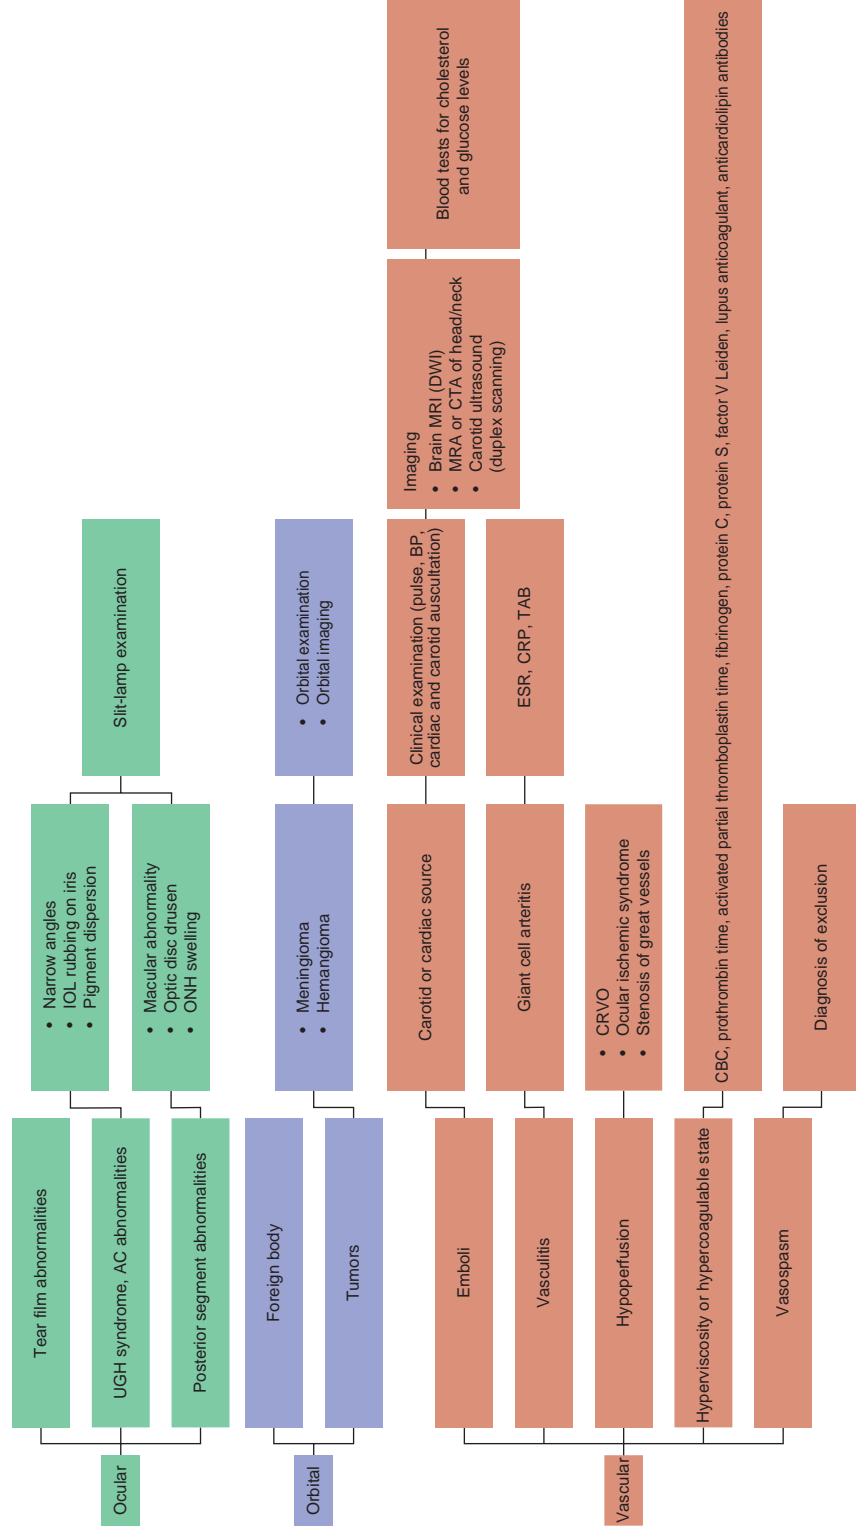 Ocular
Tear film abnormalities
UGH syndrome, AC abnormalities
Posterior segment abnormalities
• Narrow angles
• IOL rubbing on iris
• Pigment dispersion
• Macular abnormality
• Optic disc drusen
• ONH swelling
Slit-lamp examination
Orbital
Foreign body
Tumors
• Meningioma
• Hemangioma
• Orbital examination
• Orbital imaging
Vascular
Emboli
Carotid or cardiac source
Clinical examination (pulse, BP,
cardiac and carotid auscultation)
Imaging
• Brain MRI (DWI)
• MRA or CTA of head/neck
• Carotid ultrasound
(duplex scanning)
Blood tests for cholesterol
and glucose levels
Vasculitis
Giant cell arteritis
ESR, CRP, TAB
Hypoperfusion
• CRVO
• Ocular ischemic syndrome
• Stenosis of great vessels
Hyperviscosity or hypercoagulable state
CBC, prothrombin time, activated partial thromboplastin time, fibrinogen, protein C, protein S, factor V Leiden, lupus anticoagulant, anticardiolipin antibodies
Vasospasm
Diagnosis of exclusion